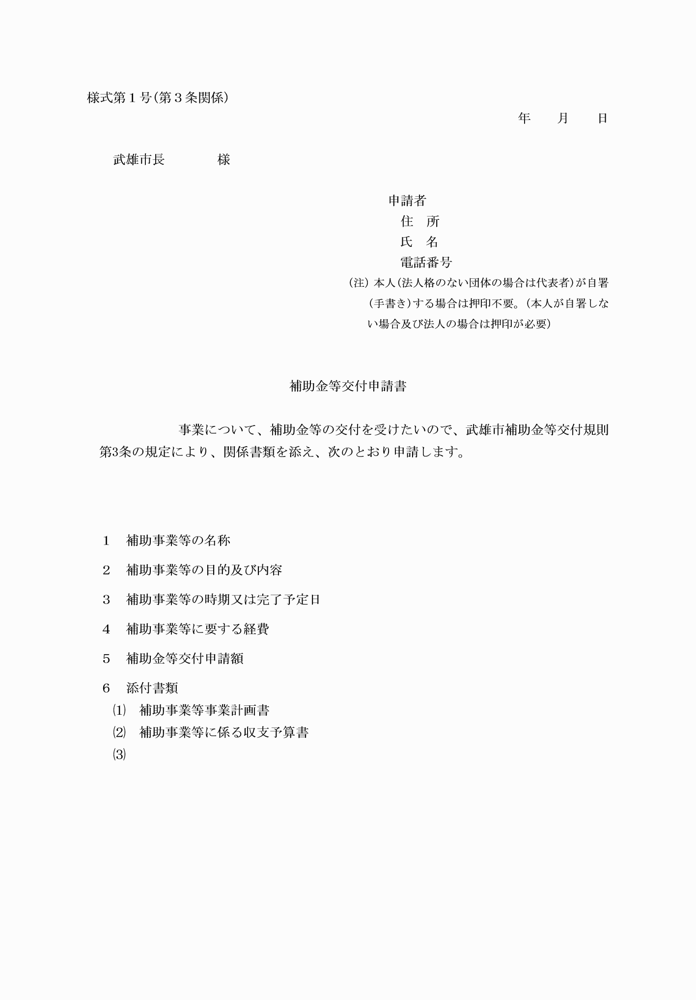 様式第１号（第３条関係）
年　　月　　日
武雄市長　　　　様
申請者
住　所
氏　名
電話番号
（注）本人（法人格のない団体の場合は代表者）が自署
（手書き）する場合は押印不要。（本人が自署しな
い場合及び法人の場合は押印が必要）
補助金等交付申請書
事業について、補助金等の交付を受けたいので、武雄市補助金等交付規則
第3条の規定により、関係書類を添え、次のとおり申請します。
１　補助事業等の名称
２　補助事業等の目的及び内容
３　補助事業等の時期又は完了予定日
４　補助事業等に要する経費
５　補助金等交付申請額
６　添付書類
⑴　補助事業等事業計画書
⑵　補助事業等に係る収支予算書
⑶